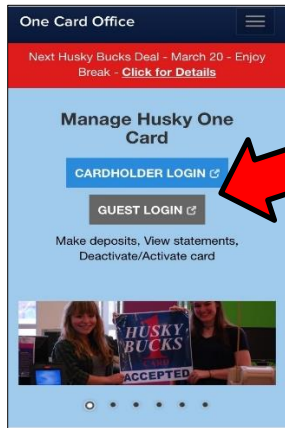 One Card Office
Next Husky Bucks Deal - March 20 - Enjoy
Break - Click for Details
Manage Husky One
Card
CARDHOLDER LOGIN
GUEST LOGIN
Make deposits, View statements,
Deactivate/Activate card
HUSKY
BUCKS
ACCEPTED